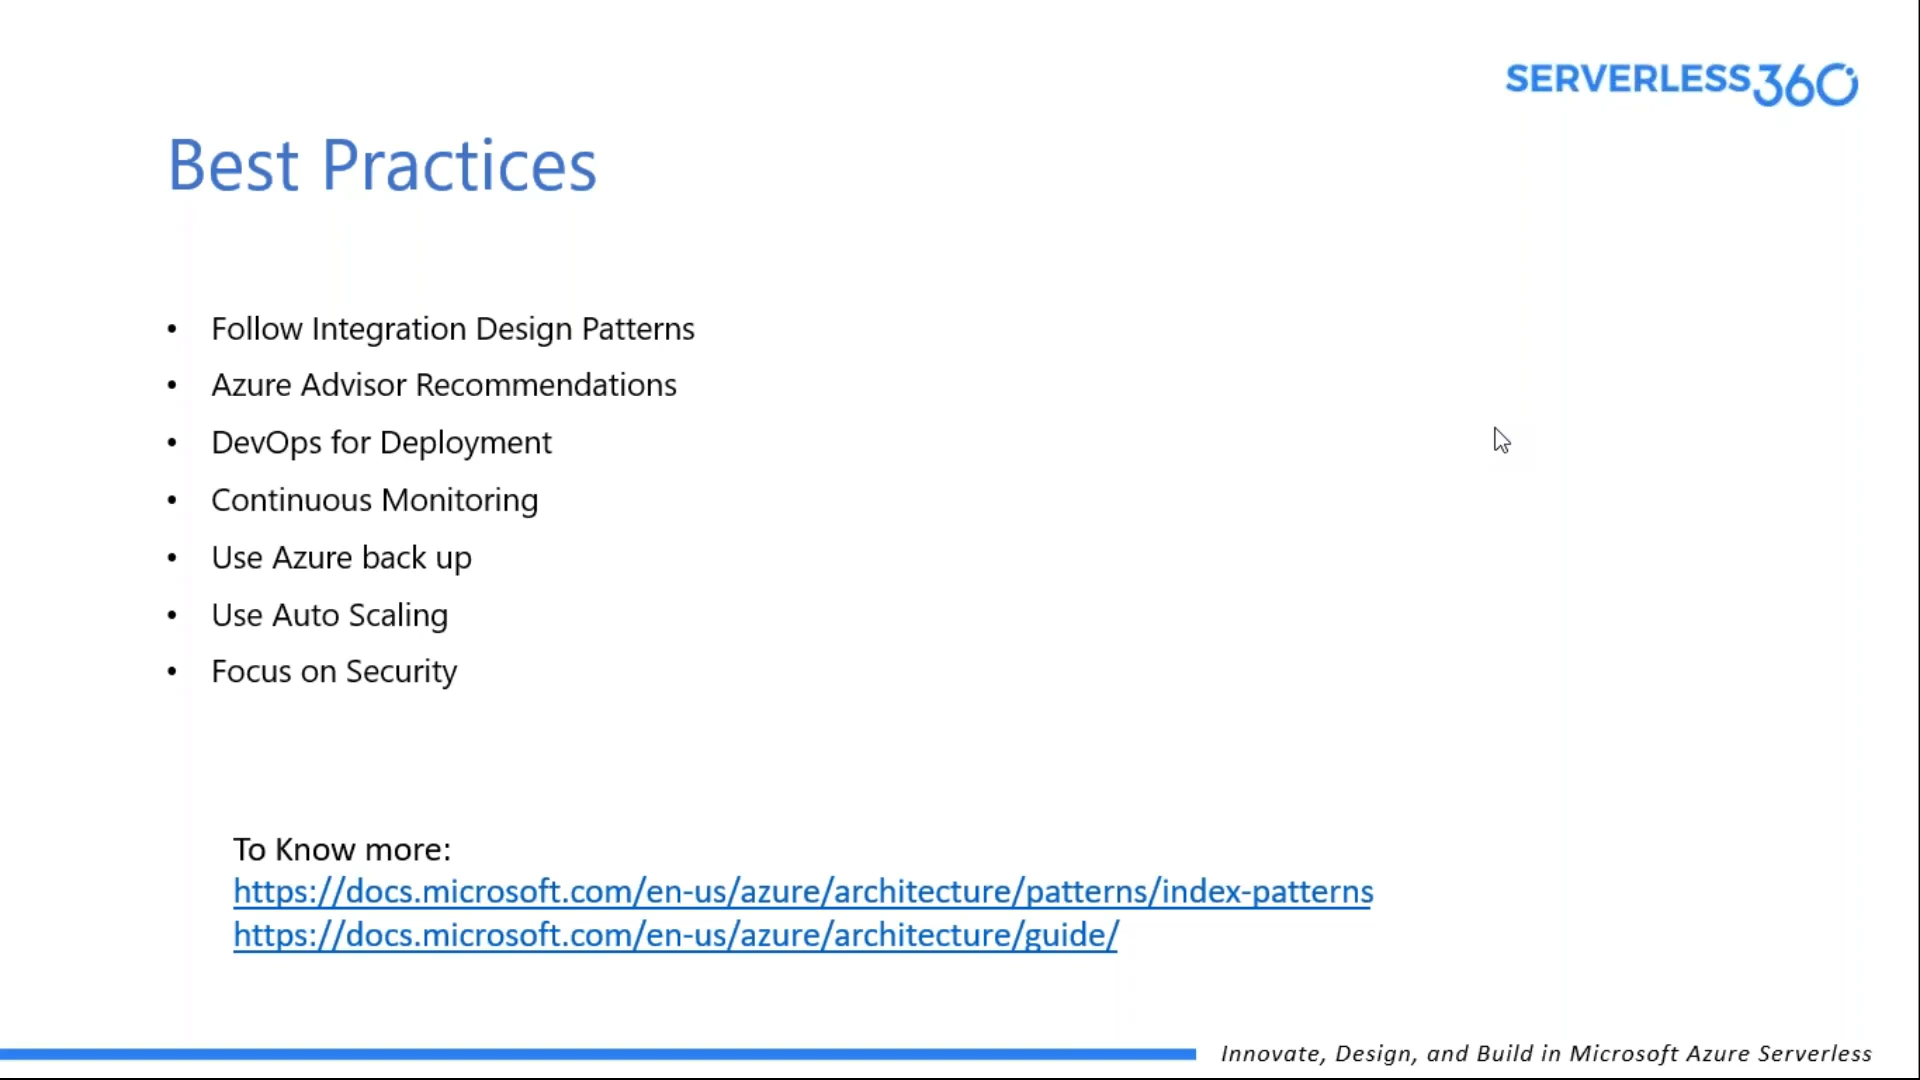 SERVERLESS360
Best Practices
• Follow Integration Design Patterns
• Azure Advisor Recommendations
• DevOps for Deployment
• Continuous Monitoring
• Use Azure back up
• Use Auto Scaling
• Focus on Security
To Know more:
https://docs.microsoft.com/en-us/azure/architecture/patterns/index-patterns
https://docs.microsoft.com/en-us/azure/architecture/guide/
Innovate, Design, and Build in Microsoft Azure Serverless